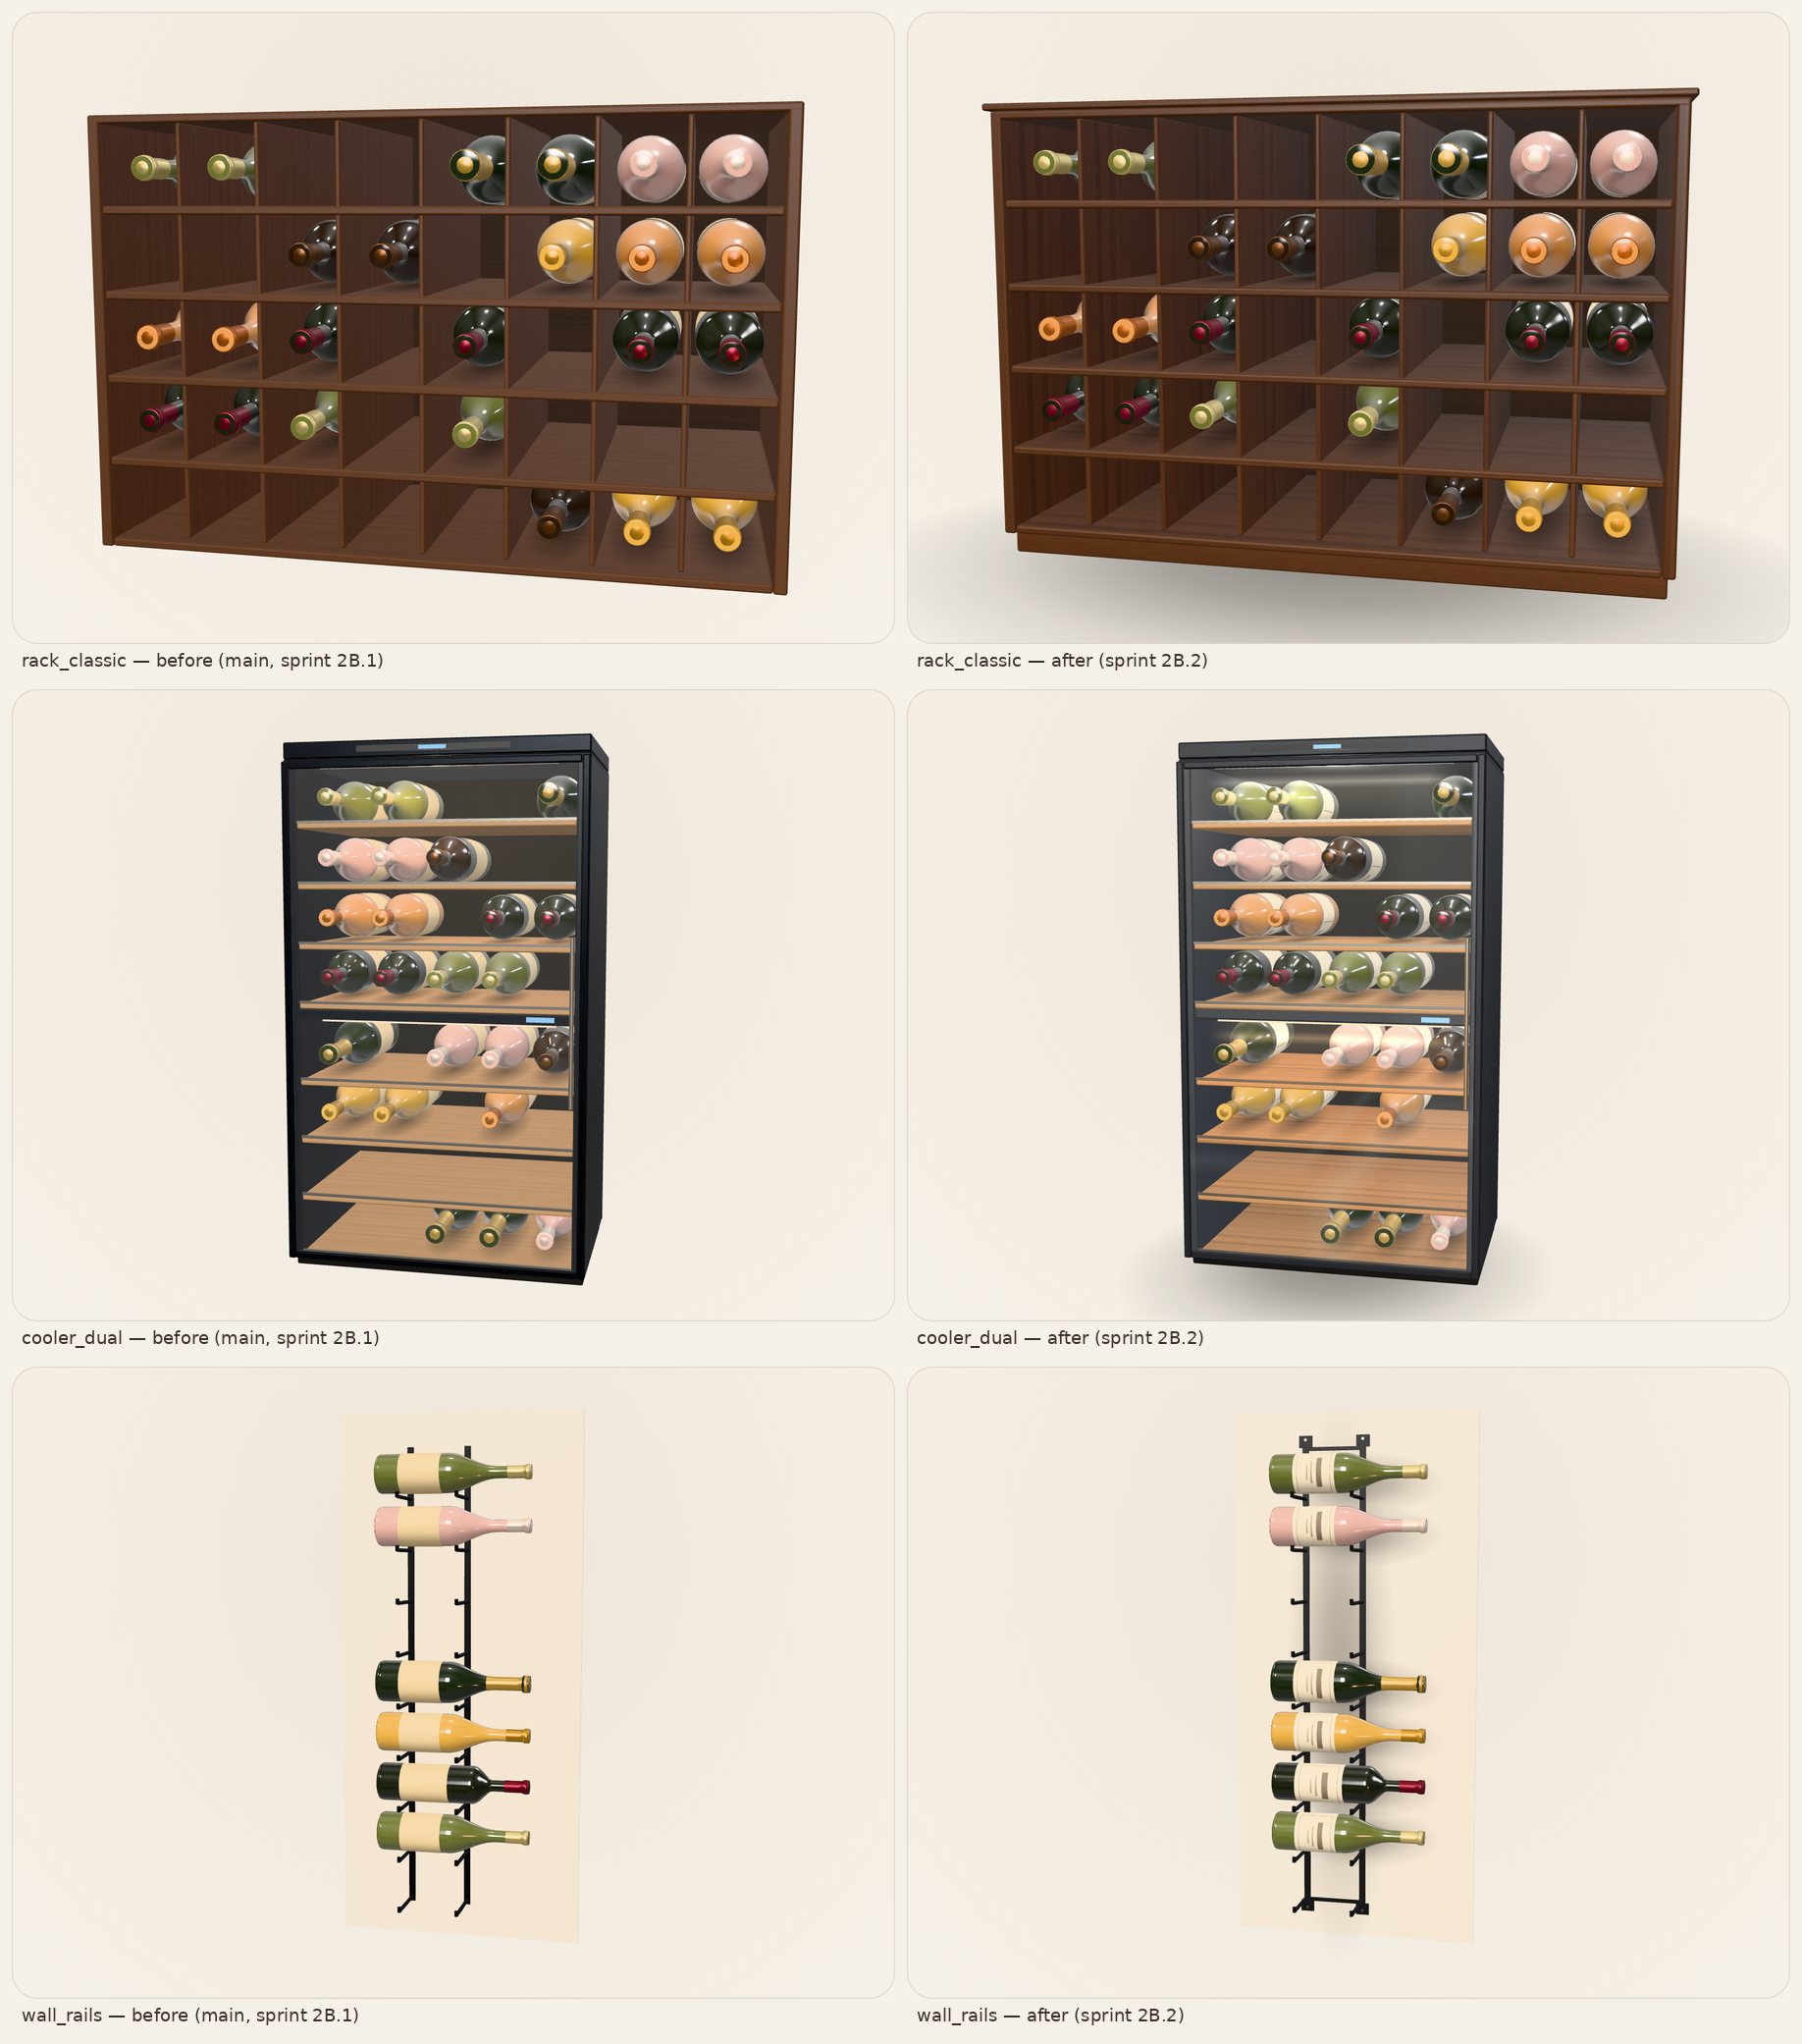 rack_classic — before (main, sprint 2B.1)
rack_classic — after (sprint 2B.2)
cooler_dual — before (main, sprint 2B.1)
cooler_dual — after (sprint 2B.2)
wall_rails — before (main, sprint 2B.1)
wall_rails — after (sprint 2B.2)